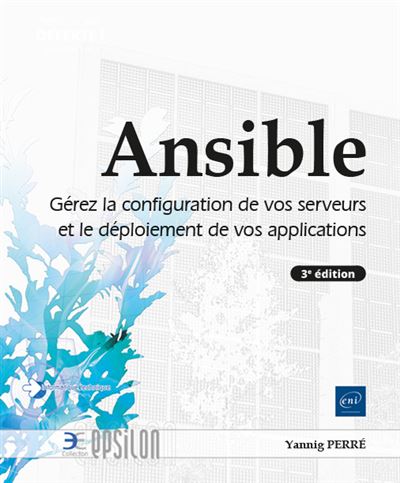 Ansible
Gérez la configuration de vos serveurs
et le déploiement de vos applications
3e édition
Informatique technique
eni
Collection
epsilon
Yannig PERRÉ